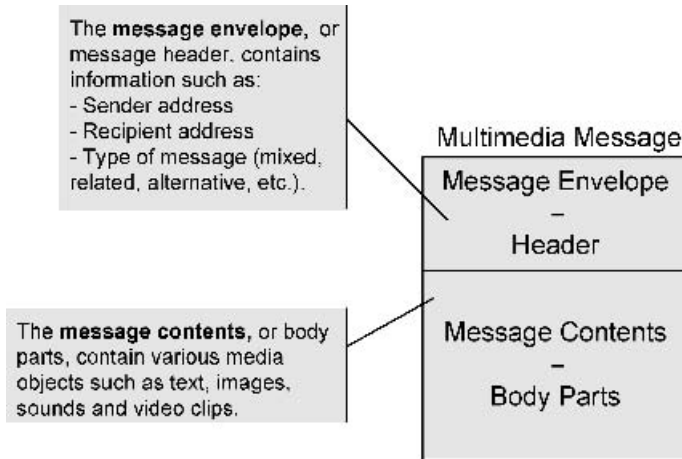 The message envelope, or
message header, contains
information such as:
- Sender address
- Recipient address
- Type of message (mixed,
related, alternative, etc.).
Multimedia Message
Message Envelope
–
Header
The message contents, or body
parts, contain various media
objects such as text, images,
sounds and video clips.
Message Contents
–
Body Parts